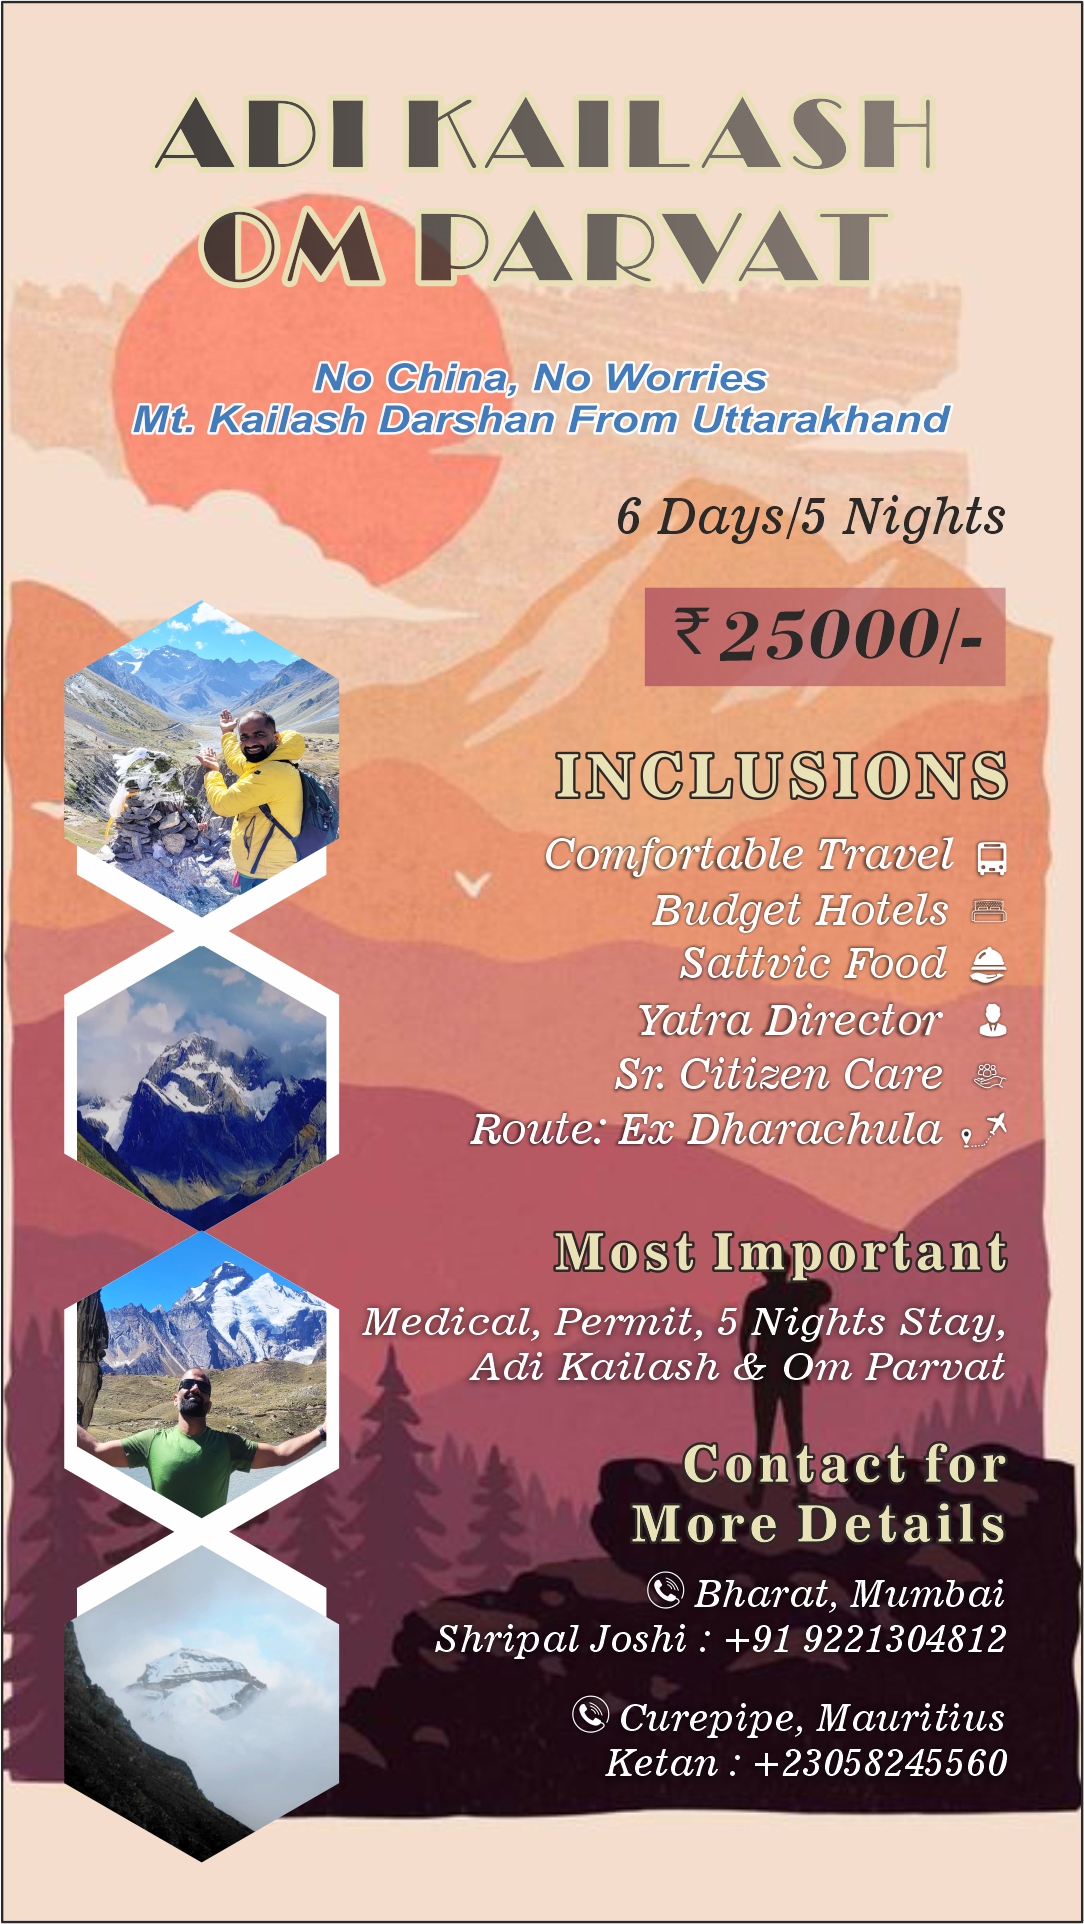 ADI KAILASH
OM PARVAT
No China, No Worries
Mt. Kailash Darshan From Uttarakhand
6 Days/5 Nights
₹25000/-
INCLUSIONS
Comfortable Travel
Budget Hotels
Sattvic Food
Yatra Director
Sr. Citizen Care
Route: Ex Dharachula
Most Important
Medical, Permit, 5 Nights Stay,
Adi Kailash & Om Parvat
Contact for
More Details
Bharat, Mumbai
Shripal Joshi : +91 9221304812
Curepipe, Mauritius
Ketan : +23058245560